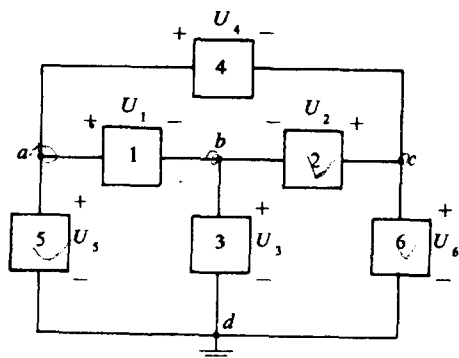 + U₄ −
4
+ U₁ − − U₂ +
a b c
1 2
+ + +
5 U₅ 3 U₃ 6 U₆
− − −
d